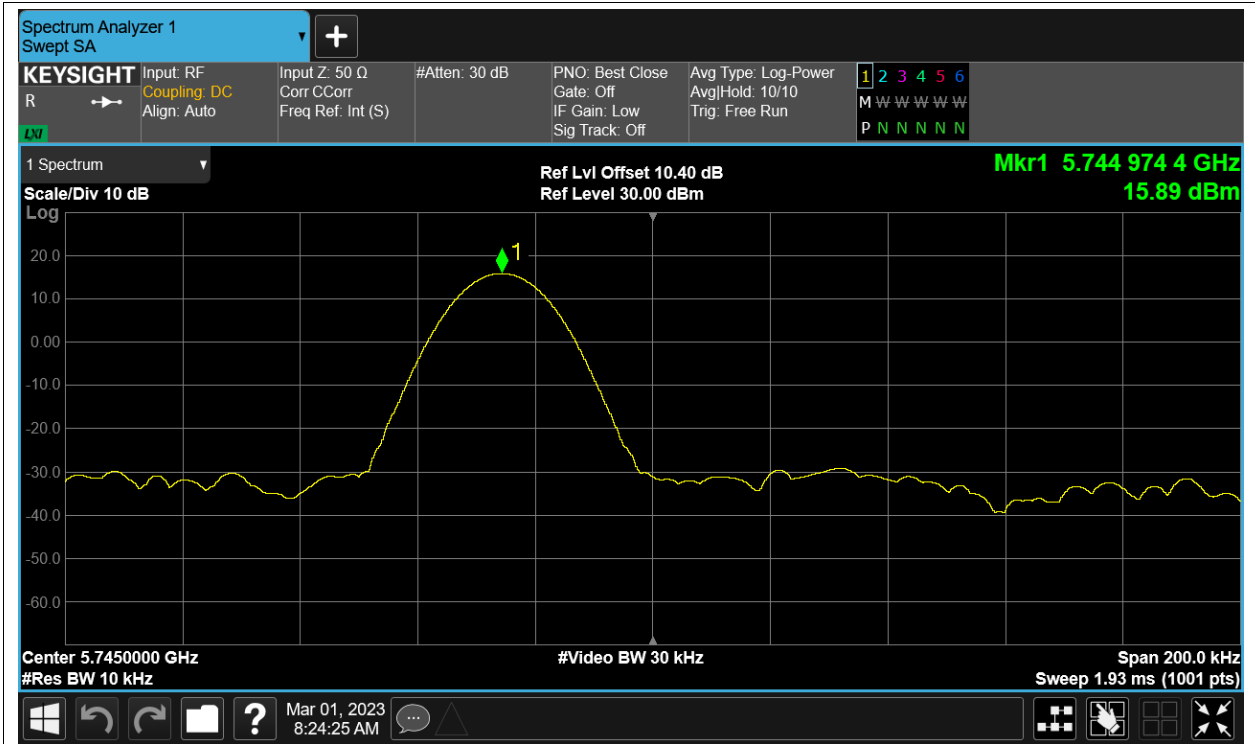 Spectrum Analyzer 1
Swept SA
KEYSIGHT
R
LXI
Input: RF
Coupling: DC
Align: Auto
Input Z: 50 Ω
Corr CCorr
Freq Ref: Int (S)
#Atten: 30 dB
PNO: Best Close
Gate: Off
IF Gain: Low
Sig Track: Off
Avg Type: Log-Power
Avg|Hold: 10/10
Trig: Free Run
1 2 3 4 5 6
M W W W W W
P N N N N N
1 Spectrum
Scale/Div 10 dB
Log
Ref Lvl Offset 10.40 dB
Ref Level 30.00 dBm
Mkr1 5.744 974 4 GHz
15.89 dBm
1
20.0
10.0
0.00
-10.0
-20.0
-30.0
-40.0
-50.0
-60.0
Center 5.7450000 GHz
#Res BW 10 kHz
#Video BW 30 kHz
Span 200.0 kHz
Sweep 1.93 ms (1001 pts)
?
Mar 01, 2023
8:24:25 AM